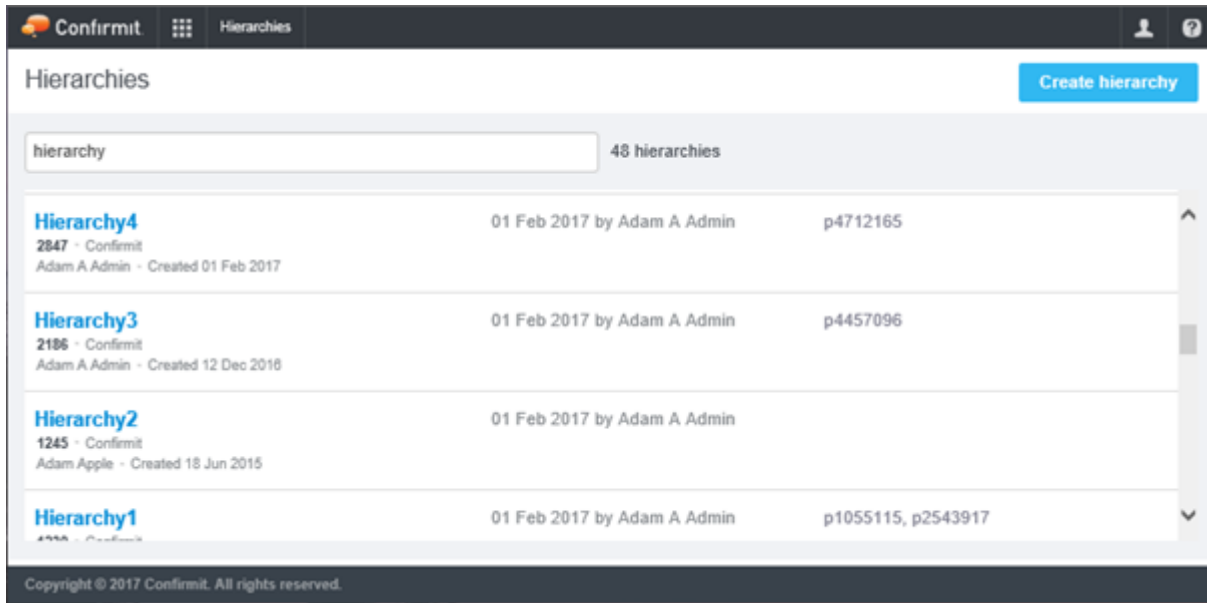 Confirmit. Hierarchies
Hierarchies
Create hierarchy
hierarchy
48 hierarchies
Hierarchy4 01 Feb 2017 by Adam A Admin p4712165
2847 - Confirmit
Adam A Admin - Created 01 Feb 2017
Hierarchy3 01 Feb 2017 by Adam A Admin p4457096
2186 - Confirmit
Adam A Admin - Created 12 Dec 2016
Hierarchy2 01 Feb 2017 by Adam A Admin
1245 - Confirmit
Adam Apple - Created 18 Jun 2015
Hierarchy1 01 Feb 2017 by Adam A Admin p1055115, p2543917
Copyright © 2017 Confirmit. All rights reserved.